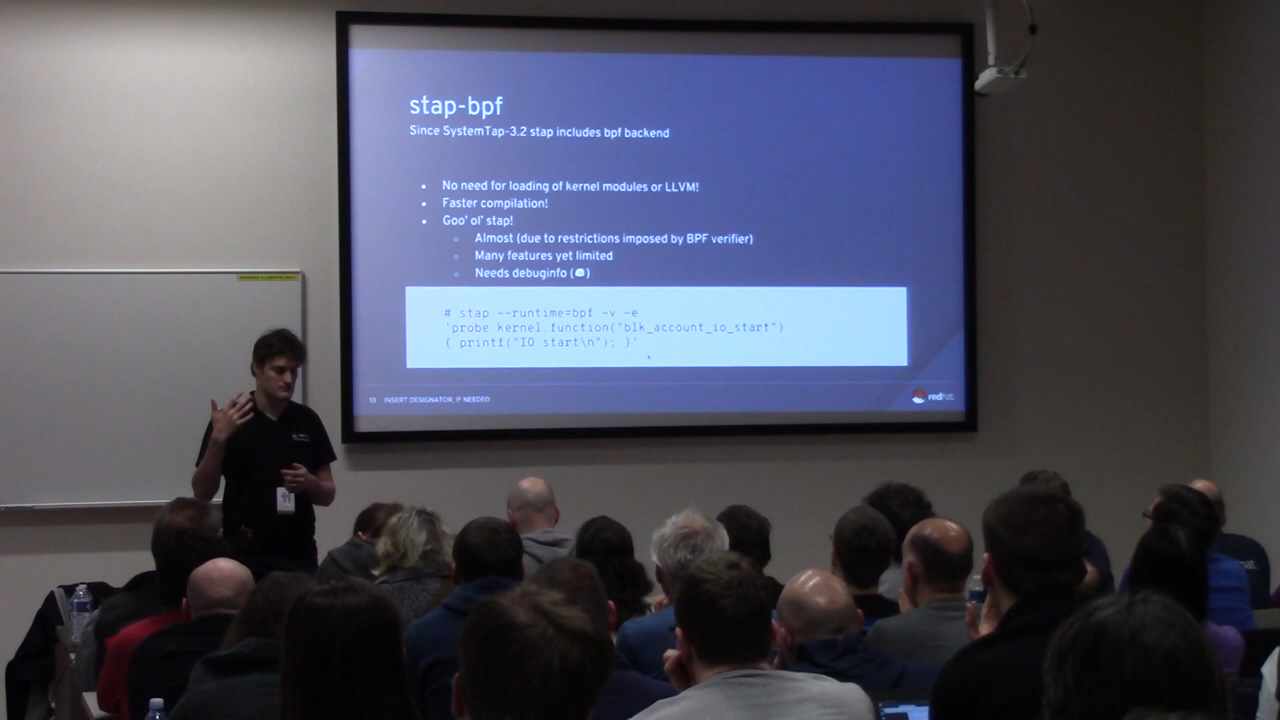 stap-bpf
Since SystemTap-3.2 stap includes bpf backend
No need for loading of kernel modules or LLVM!
Faster compilation!
Goo' ol' stap!
Almost (due to restrictions imposed by BPF verifier)
Many features yet limited
Needs debuginfo ( )
# stap --runtime=bpf -v -e
'probe kernel.function("blk_account_io_start")
{ printf("IO start\n"); }'
13 INSERT DESIGNATOR, IF NEEDED
redhat.